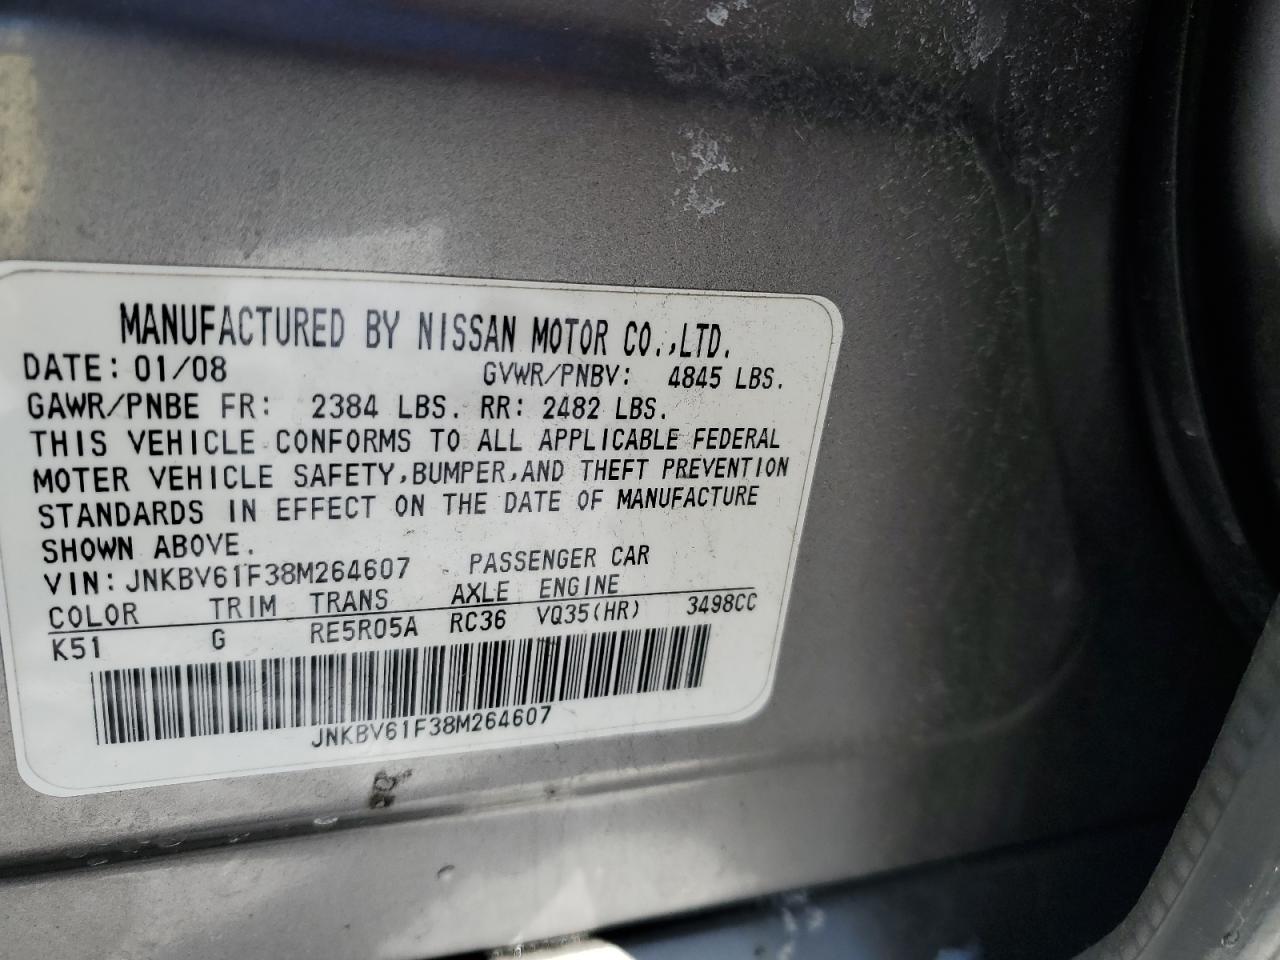 MANUFACTURED BY NISSAN MOTOR CO.,LTD.
DATE: 01/08 GVWR/PNBV: 4845 LBS.
GAWR/PNBE FR: 2384 LBS. RR: 2482 LBS.
THIS VEHICLE CONFORMS TO ALL APPLICABLE FEDERAL
MOTER VEHICLE SAFETY,BUMPER,AND THEFT PREVENTION
STANDARDS IN EFFECT ON THE DATE OF MANUFACTURE
SHOWN ABOVE.
VIN: JNKBV61F38M264607 PASSENGER CAR
COLOR TRIM TRANS AXLE ENGINE
K51 G RE5R05A RC36 VQ35(HR) 3498CC
JNKBV61F38M264607